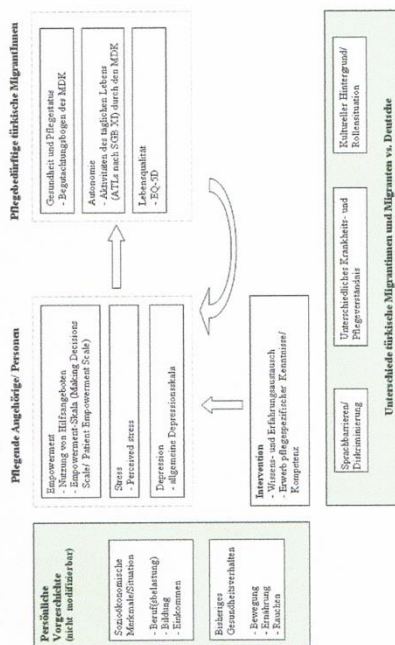 Persönliche
Vorgeschichte
(nicht modifizierbar)
Sozioökonomische
Merkmale/Situation
- Beruf(sbelastung)
- Bildung
- Einkommen
Bisheriges
Gesundheitsverhalten
- Bewegung
- Ernährung
- Rauchen
Pflegende Angehörige/ Personen
Empowerment
- Nutzung von Hilfsangeboten
- Empowerment-Skala (Making Decisions
Scale/ Patient Empowerment Scale)
Stress
- Perceived stress
Depression
- allgemeine Depressionsskala
Intervention
- Wissens- und Erfahrungsaustausch
- Erwerb pflegespezifischer Kenntnisse/
Kompetenz
Pflegebedürftige türkische MigrantInnen
Gesundheit und Pflegestatus
- Begutachtungsbogen des MDK
Autonomie
- Aktivitäten des täglichen Lebens
(ATLs nach SGB XI) durch den MDK
Lebensqualität
- EQ-5D
Sprachbarrieren/
Diskriminierung
Unterschiedliches Krankheits- und
Pflegeverständnis
Kultureller Hintergrund/
Rollensituation
Unterschiede türkische Migrantinnen und Migranten vs. Deutsche